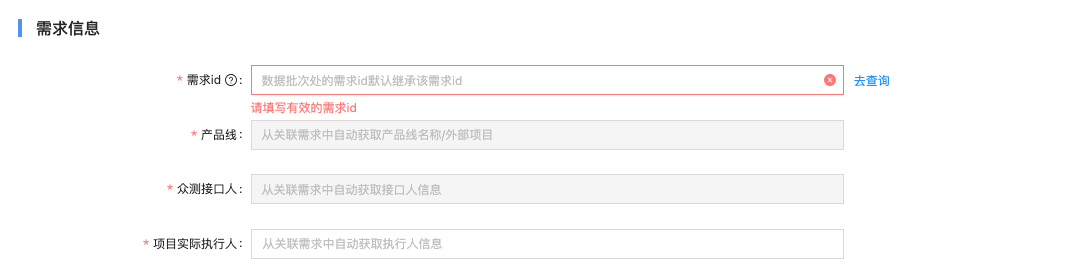 需求信息
* 需求id ?: 数据批次处的需求id默认继承该需求id 去查询
请填写有效的需求id
* 产品线: 从关联需求中自动获取产品线名称/外部项目
* 众测接口人: 从关联需求中自动获取接口人信息
* 项目实际执行人: 从关联需求中自动获取执行人信息